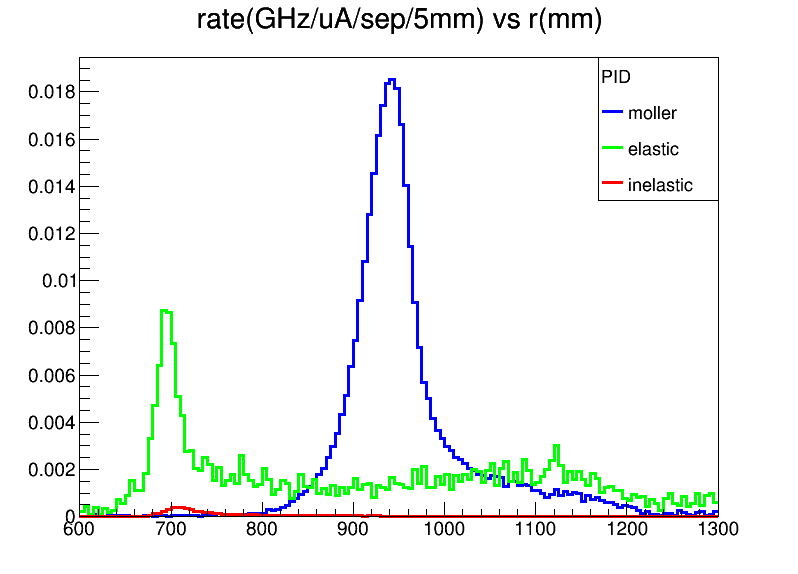 rate(GHz/uA/sep/5mm) vs r(mm)
PID
moller
elastic
inelastic
0.018
0.016
0.014
0.012
0.01
0.008
0.006
0.004
0.002
0
600 700 800 900 1000 1100 1200 1300